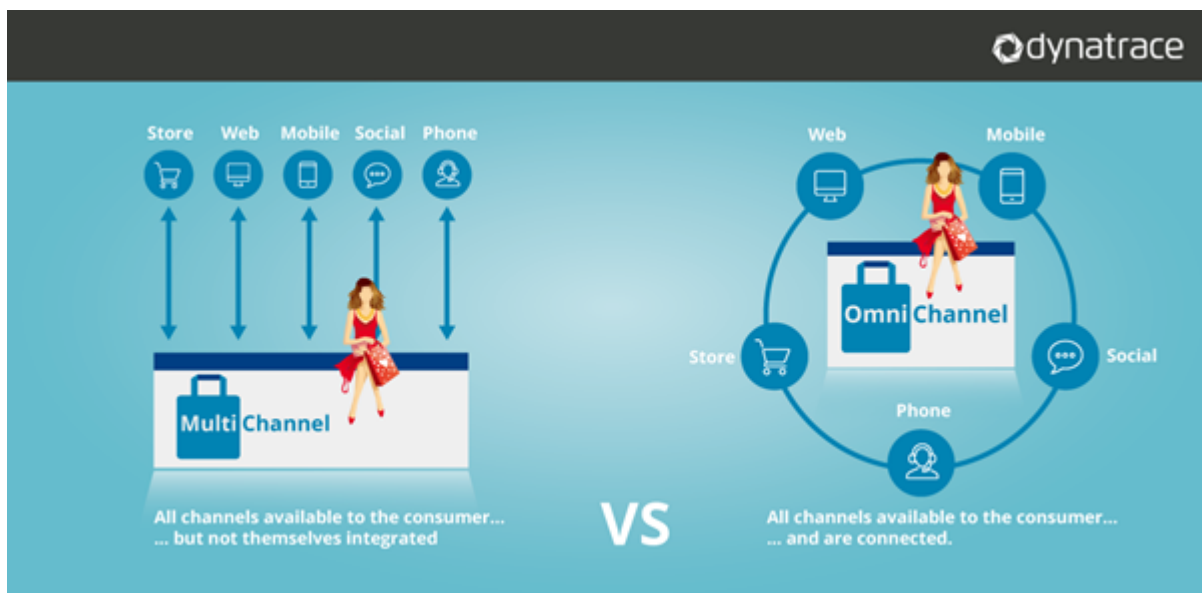 dynatrace
Store Web Mobile Social Phone
Multi Channel
All channels available to the consumer...
... but not themselves integrated
VS
Web
Mobile
Omni Channel
Store
Social
Phone
All channels available to the consumer...
... and are connected.